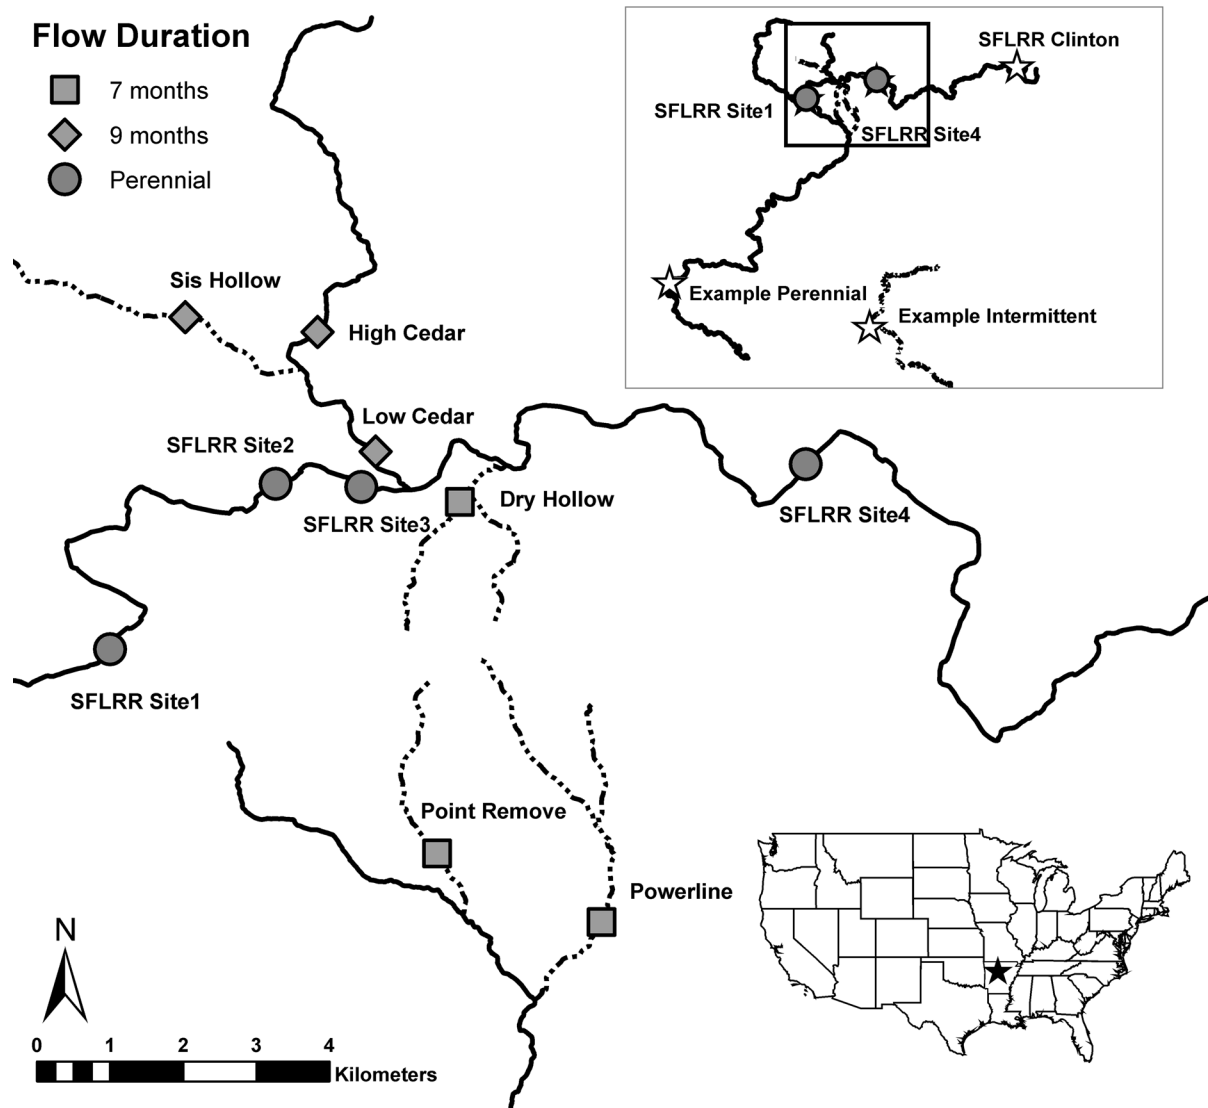 Flow Duration
7 months
9 months
Perennial
SFLRR Clinton
SFLRR Site1
SFLRR Site4
Example Perennial
Example Intermittent
Sis Hollow
High Cedar
Low Cedar
SFLRR Site2
SFLRR Site3
Dry Hollow
SFLRR Site4
SFLRR Site1
Point Remove
Powerline
N
0 1 2 3 4
Kilometers